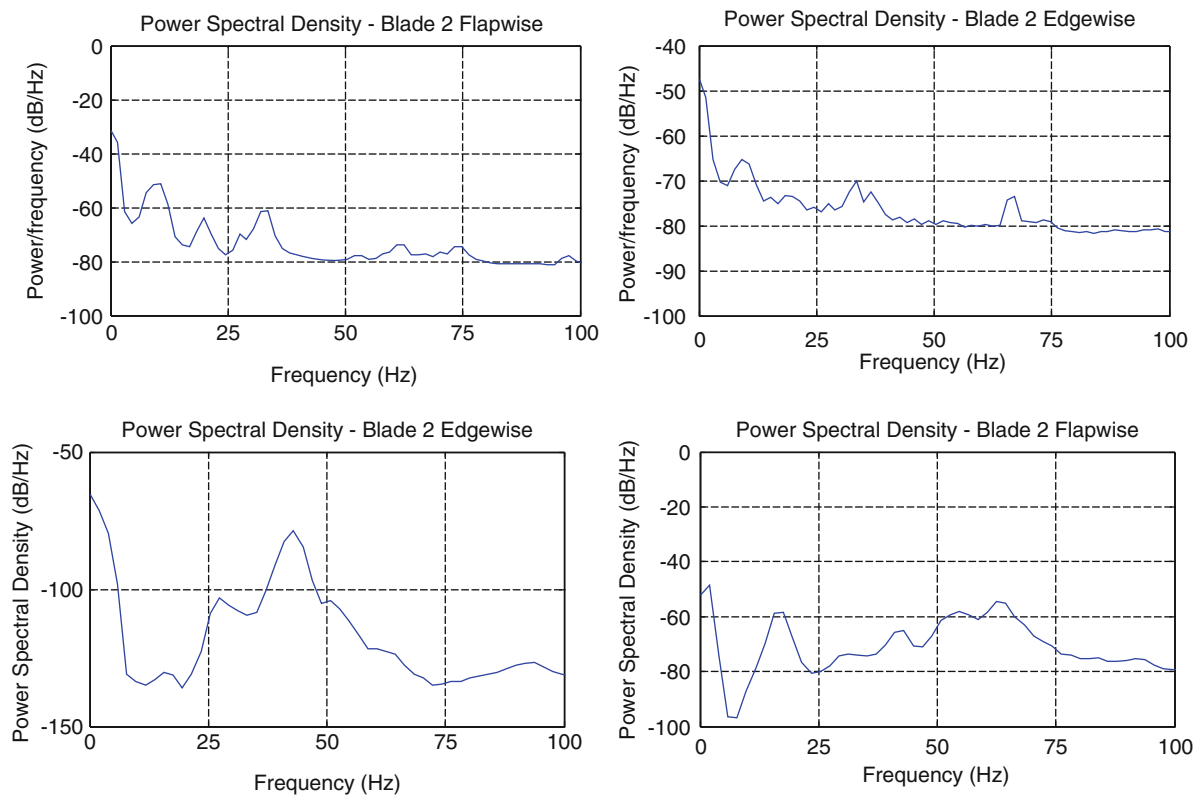 Power Spectral Density - Blade 2 Flapwise
Power/frequency (dB/Hz)
0
-20
-40
-60
-80
-100
0 25 50 75 100
Frequency (Hz)
Power Spectral Density - Blade 2 Edgewise
Power/frequency (dB/Hz)
-40
-50
-60
-70
-80
-90
-100
0 25 50 75 100
Frequency (Hz)
Power Spectral Density - Blade 2 Edgewise
Power Spectral Density (dB/Hz)
-50
-100
-150
0 25 50 75 100
Frequency (Hz)
Power Spectral Density - Blade 2 Flapwise
Power Spectral Density (dB/Hz)
0
-20
-40
-60
-80
-100
0 25 50 75 100
Frequency (Hz)